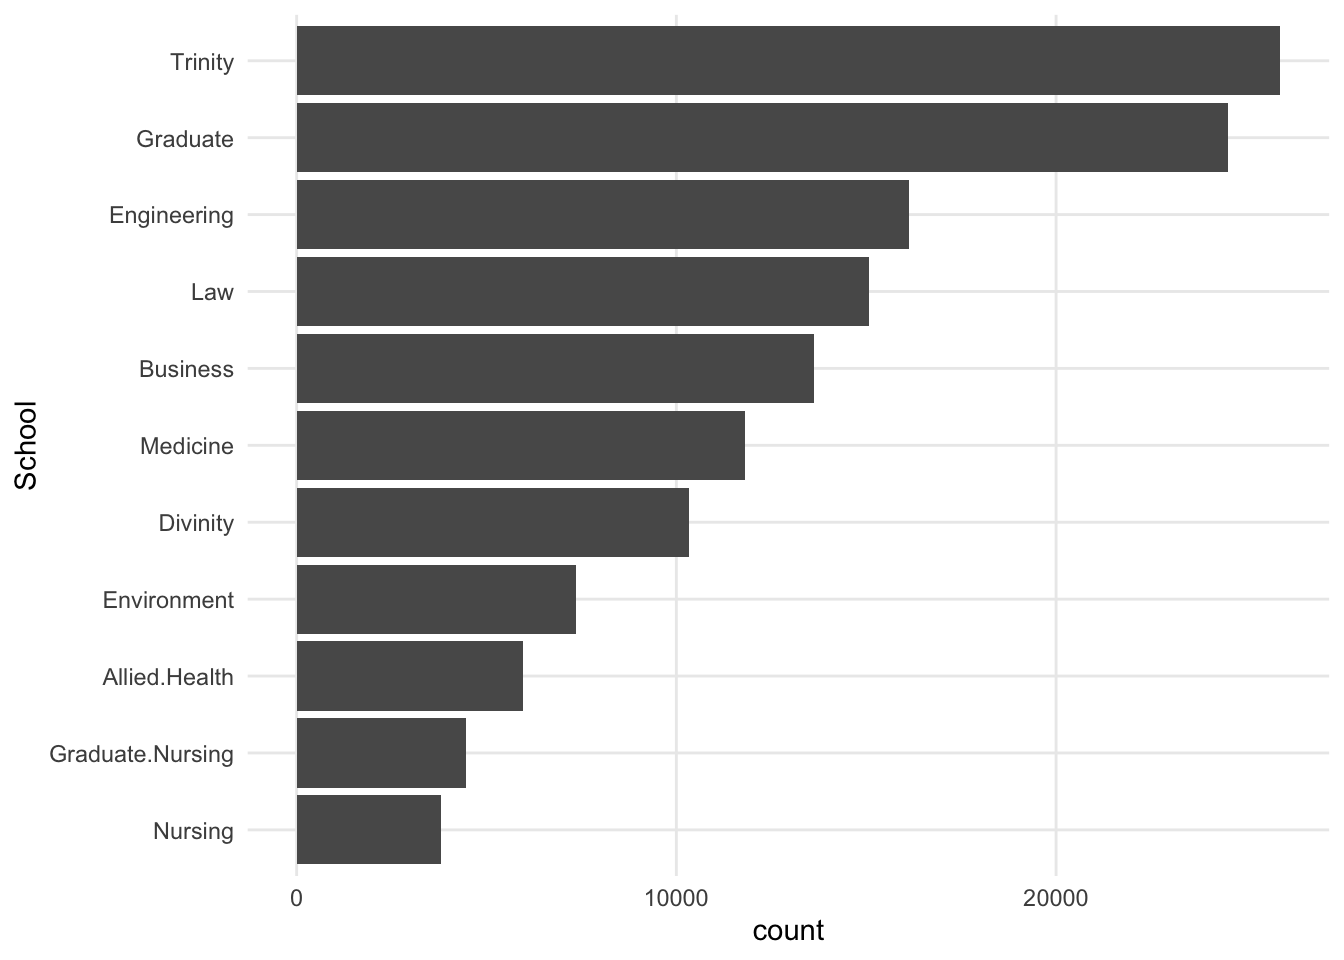 Trinity
Graduate
Engineering
Law
Business
Medicine
Divinity
Environment
Allied.Health
Graduate.Nursing
Nursing
School
0 10000 20000
count